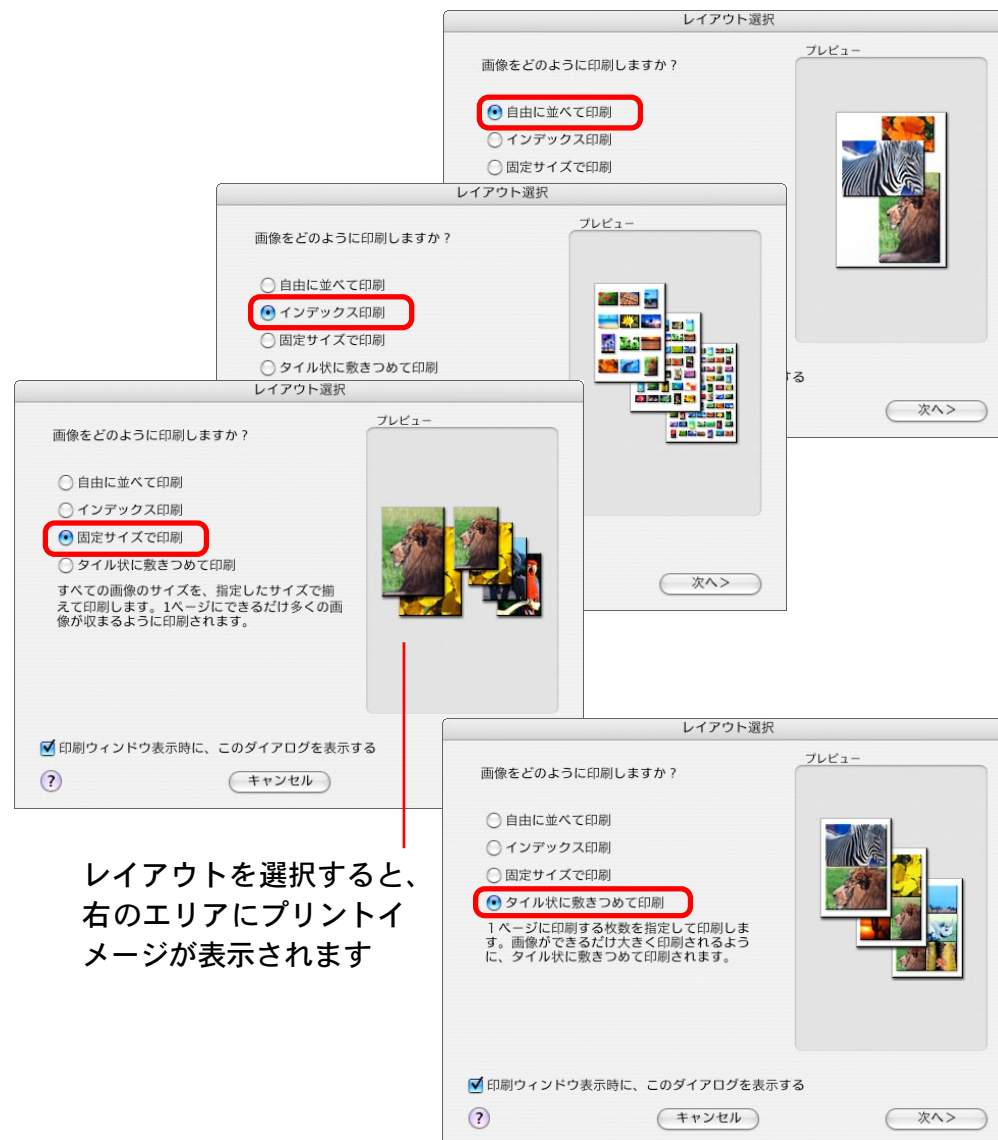 レイアウト選択
画像をどのように印刷しますか？
プレビュー
自由に並べて印刷
インデックス印刷
固定サイズで印刷
する
次へ>
レイアウト選択
画像をどのように印刷しますか？
プレビュー
自由に並べて印刷
インデックス印刷
固定サイズで印刷
タイル状に敷きつめて印刷
次へ>
レイアウト選択
画像をどのように印刷しますか？
プレビュー
自由に並べて印刷
インデックス印刷
固定サイズで印刷
タイル状に敷きつめて印刷
すべての画像のサイズを、指定したサイズで揃
えて印刷します。1ページにできるだけ多くの画
像が収まるように印刷されます。
印刷ウィンドウ表示時に、このダイアログを表示する
?
キャンセル
レイアウトを選択すると、
右のエリアにプリントイ
メージが表示されます
レイアウト選択
画像をどのように印刷しますか？
プレビュー
自由に並べて印刷
インデックス印刷
固定サイズで印刷
タイル状に敷きつめて印刷
１ページに印刷する枚数を指定して印刷しま
す。画像ができるだけ大きく印刷されるよう
に、タイル状に敷きつめて印刷されます。
印刷ウィンドウ表示時に、このダイアログを表示する
?
キャンセル
次へ>